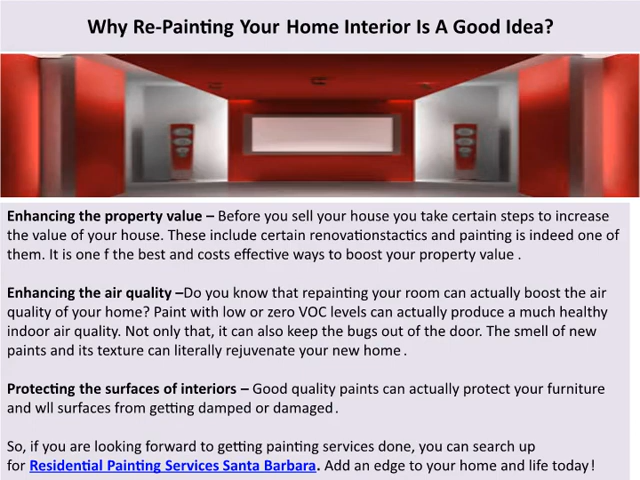 Why Re-Painting Your Home Interior Is A Good Idea?
Enhancing the property value – Before you sell your house you take certain steps to increase
the value of your house. These include certain renovationstactics and painting is indeed one of
them. It is one f the best and costs effective ways to boost your property value .
Enhancing the air quality –Do you know that repainting your room can actually boost the air
quality of your home? Paint with low or zero VOC levels can actually produce a much healthy
indoor air quality. Not only that, it can also keep the bugs out of the door. The smell of new
paints and its texture can literally rejuvenate your new home .
Protecting the surfaces of interiors – Good quality paints can actually protect your furniture
and wll surfaces from getting damped or damaged .
So, if you are looking forward to getting painting services done, you can search up
for Residential Painting Services Santa Barbara. Add an edge to your home and life today !